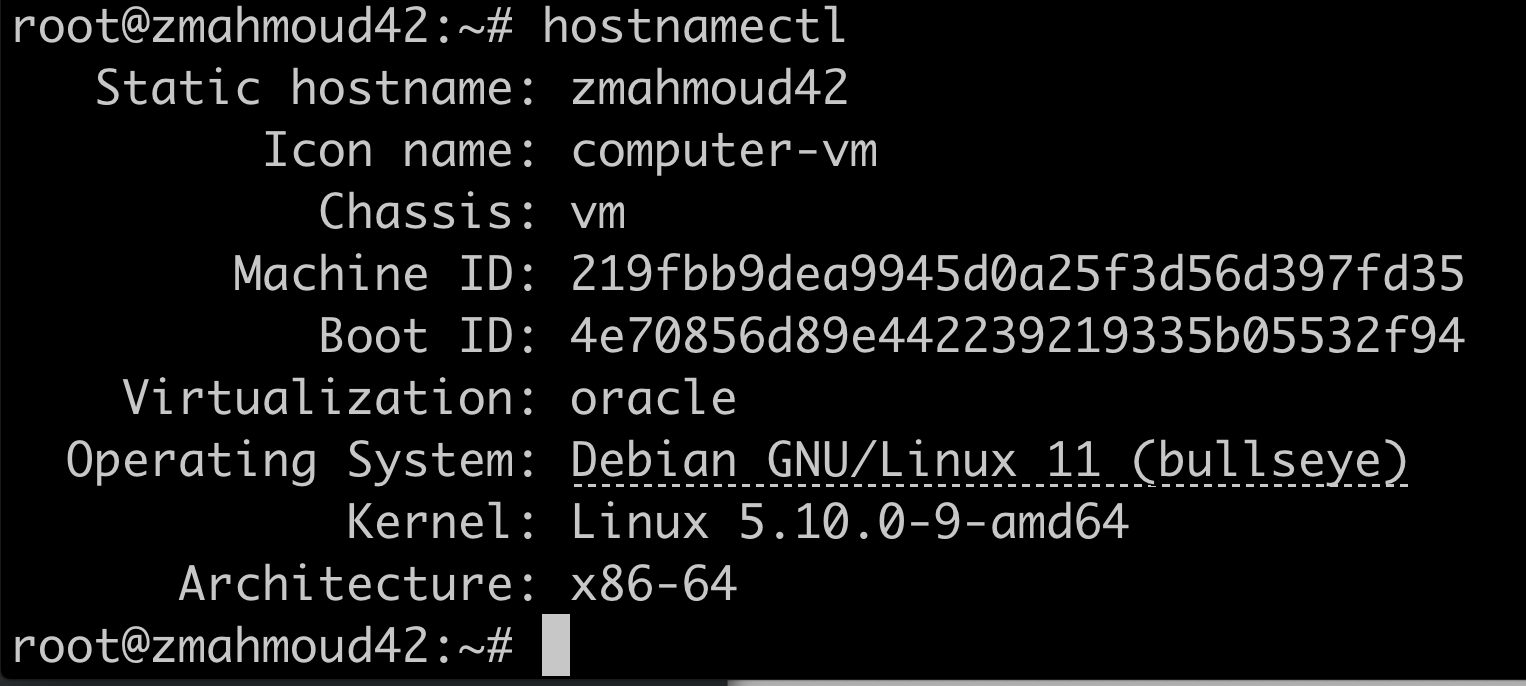 root@zmahmoud42:~# hostnamectl
Static hostname: zmahmoud42
Icon name: computer-vm
Chassis: vm
Machine ID: 219fbb9dea9945d0a25f3d56d397fd35
Boot ID: 4e70856d89e442239219335b05532f94
Virtualization: oracle
Operating System: Debian GNU/Linux 11 (bullseye)
Kernel: Linux 5.10.0-9-amd64
Architecture: x86-64
root@zmahmoud42:~#